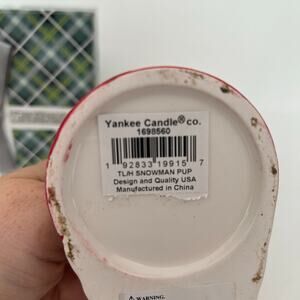 Yankee Candle® co.
1698560
1 92833 19915 7
TL/H SNOWMAN PUP
Design and Quality USA
Manufactured in China
WARNING: